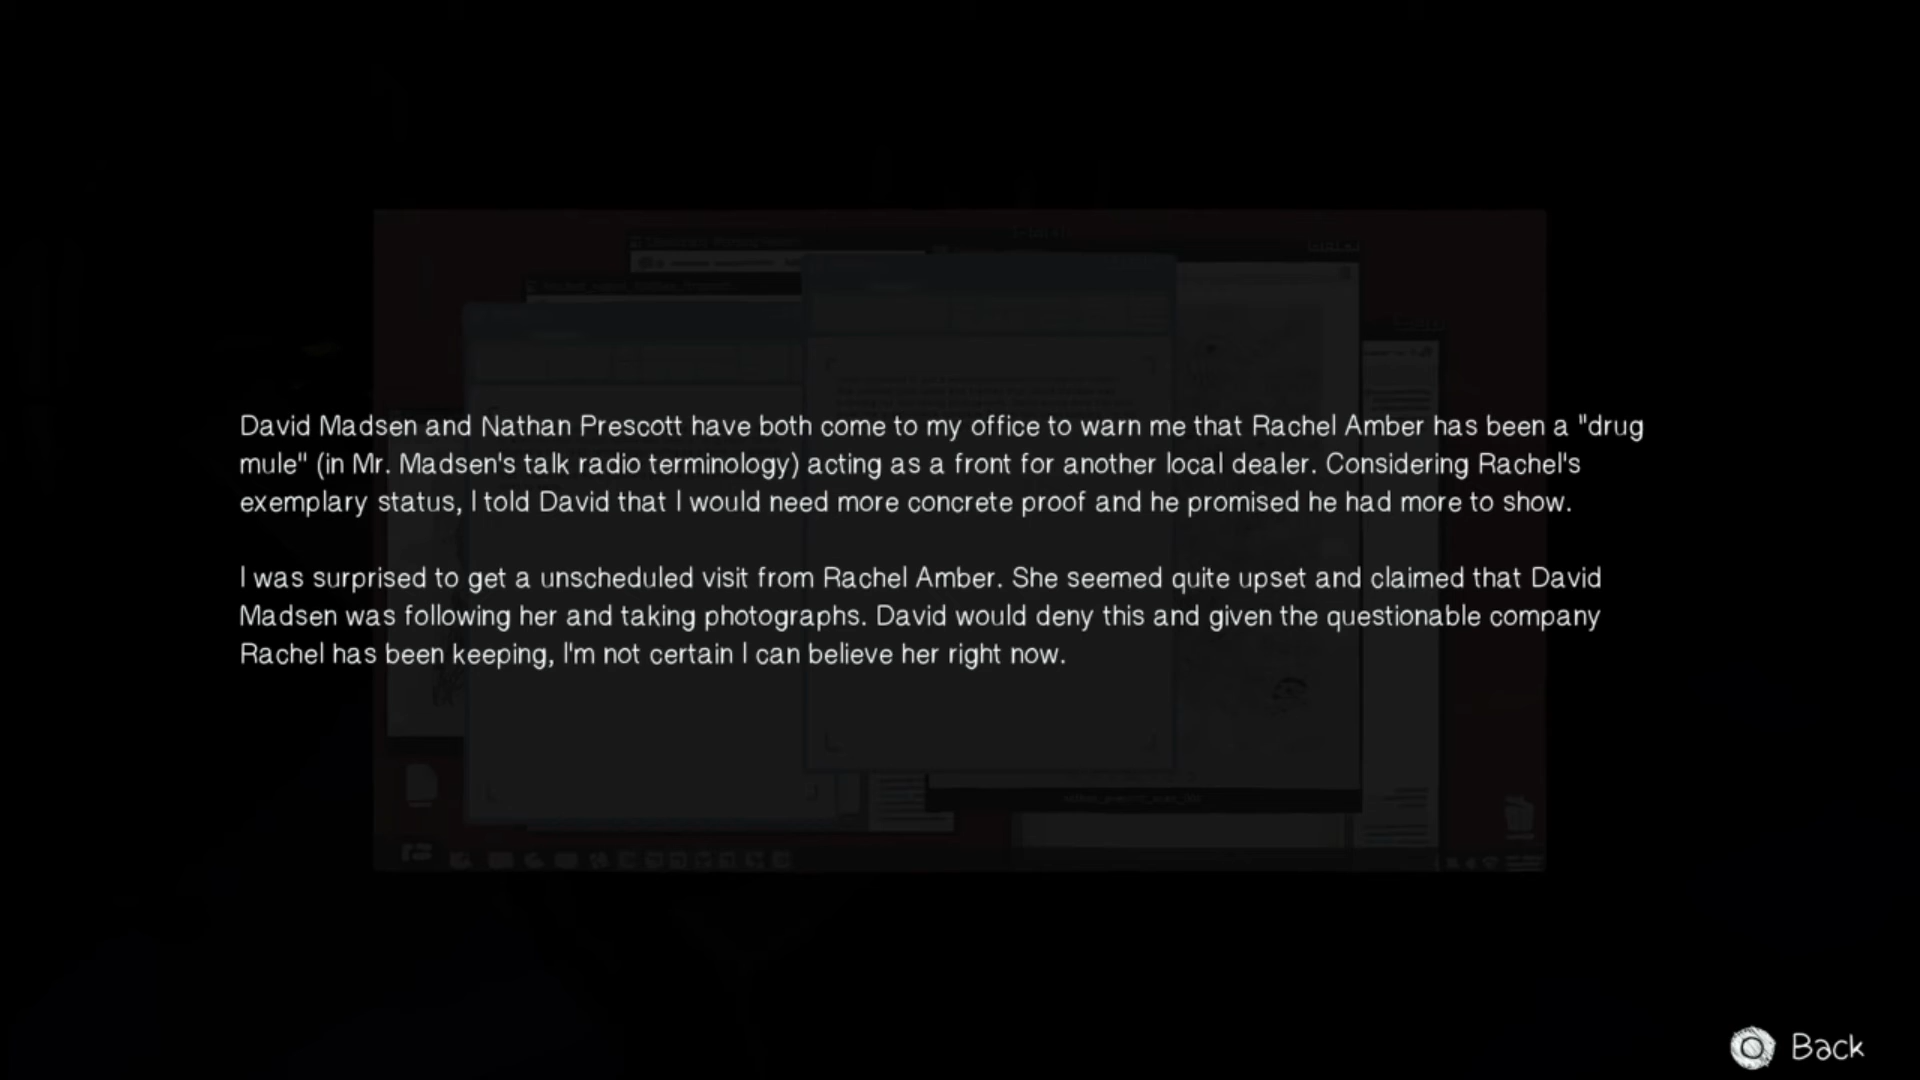 David Madsen and Nathan Prescott have both come to my office to warn me that Rachel Amber has been a "drug
mule" (in Mr. Madsen's talk radio terminology) acting as a front for another local dealer. Considering Rachel's
exemplary status, I told David that I would need more concrete proof and he promised he had more to show.
I was surprised to get a unscheduled visit from Rachel Amber. She seemed quite upset and claimed that David
Madsen was following her and taking photographs. David would deny this and given the questionable company
Rachel has been keeping, I'm not certain I can believe her right now.
Back